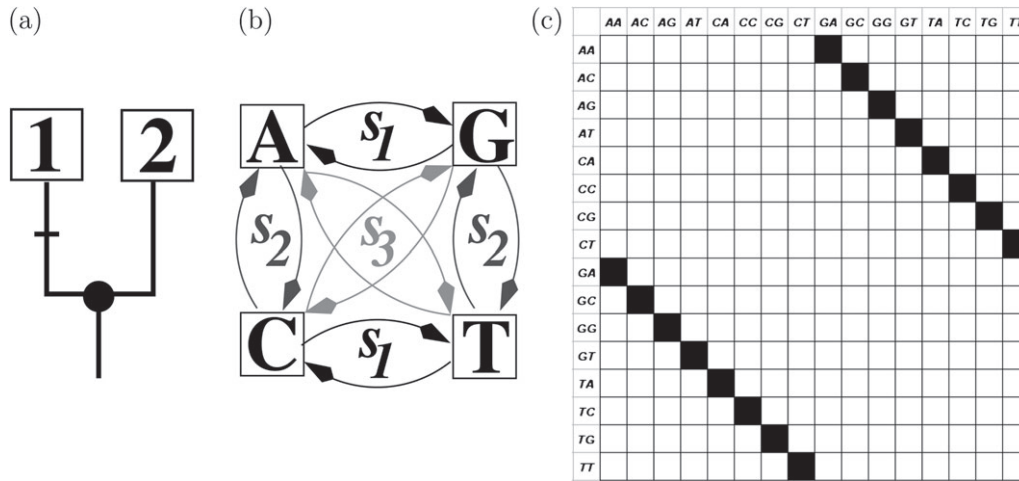 (a)
(b)
(c)
1 2
A s1 G
s2 s3 s2
C s1 T
AA AC AG AT CA CC CG CT GA GC GG GT TA TC TG TT
AA
AC
AG
AT
CA
CC
CG
CT
GA
GC
GG
GT
TA
TC
TG
TT